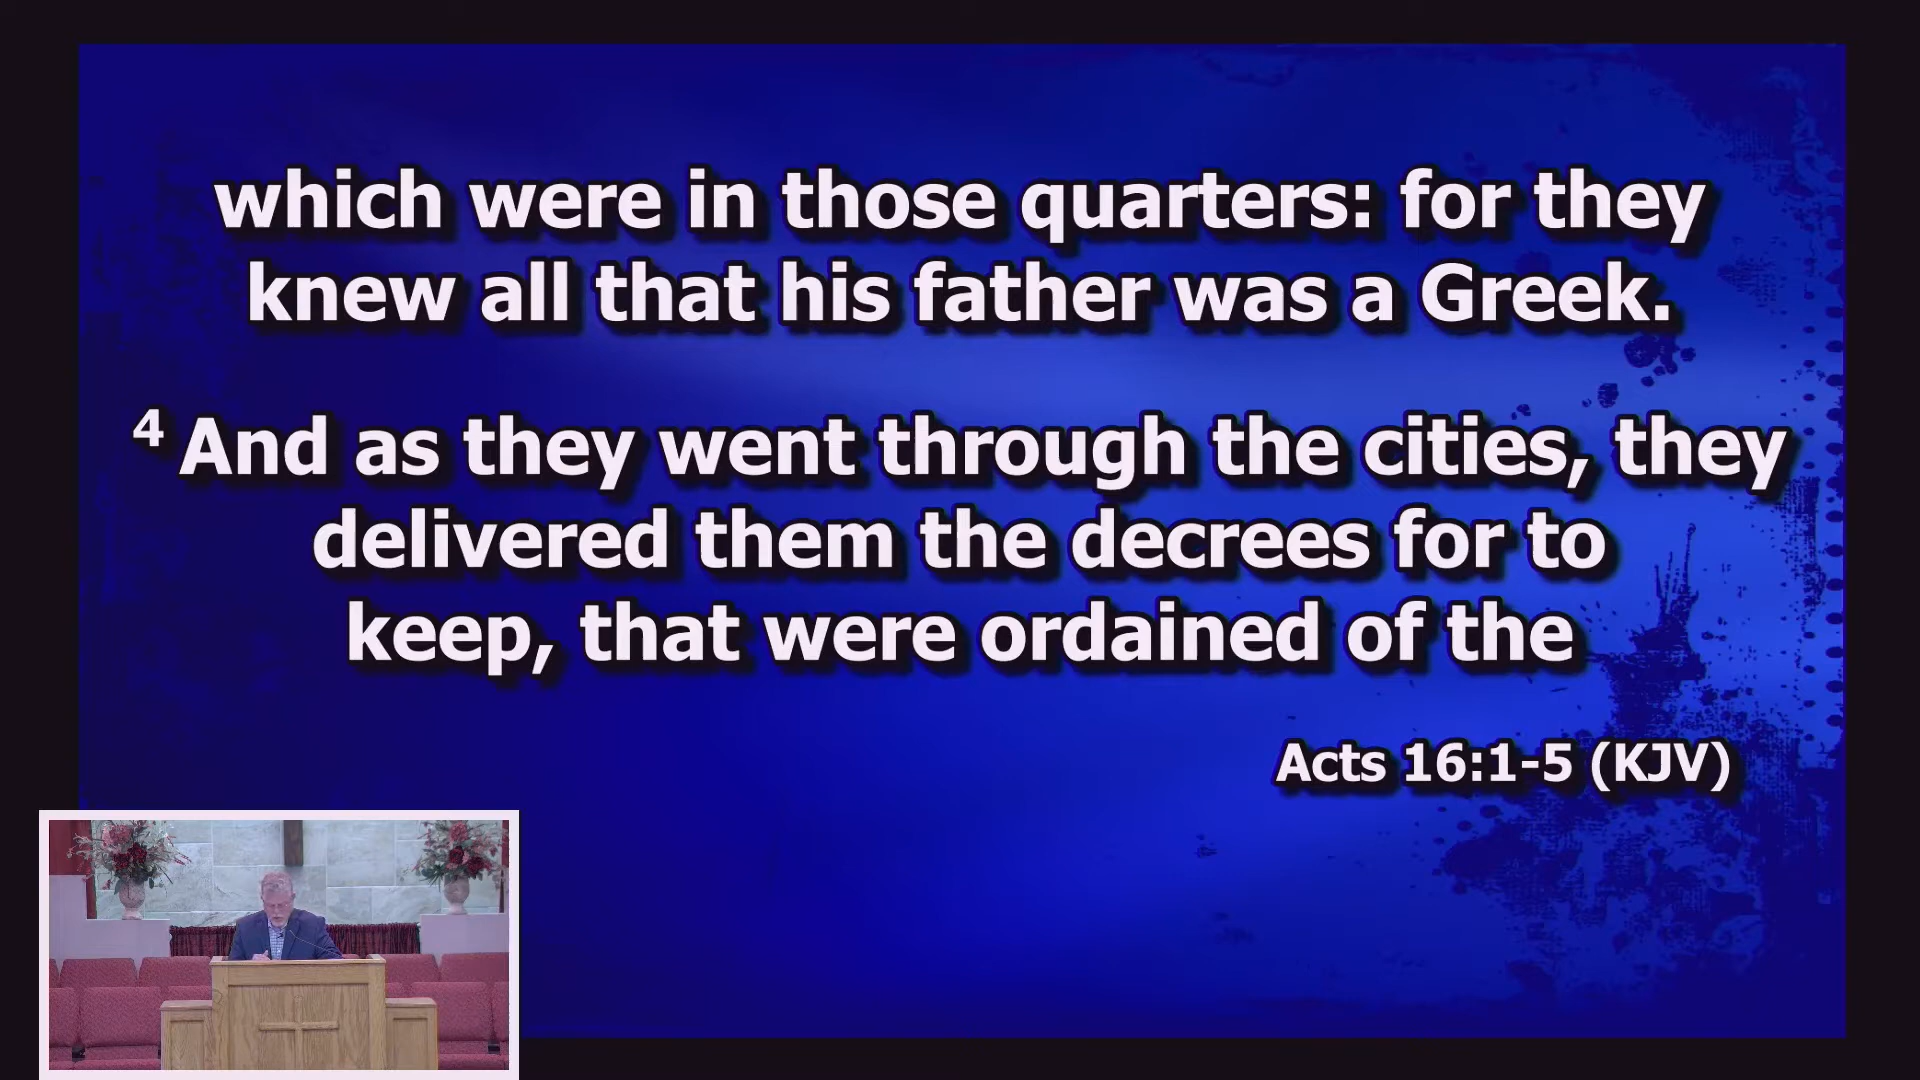 which were in those quarters: for they
knew all that his father was a Greek.
4 And as they went through the cities, they
delivered them the decrees for to
keep, that were ordained of the
Acts 16:1-5 (KJV)